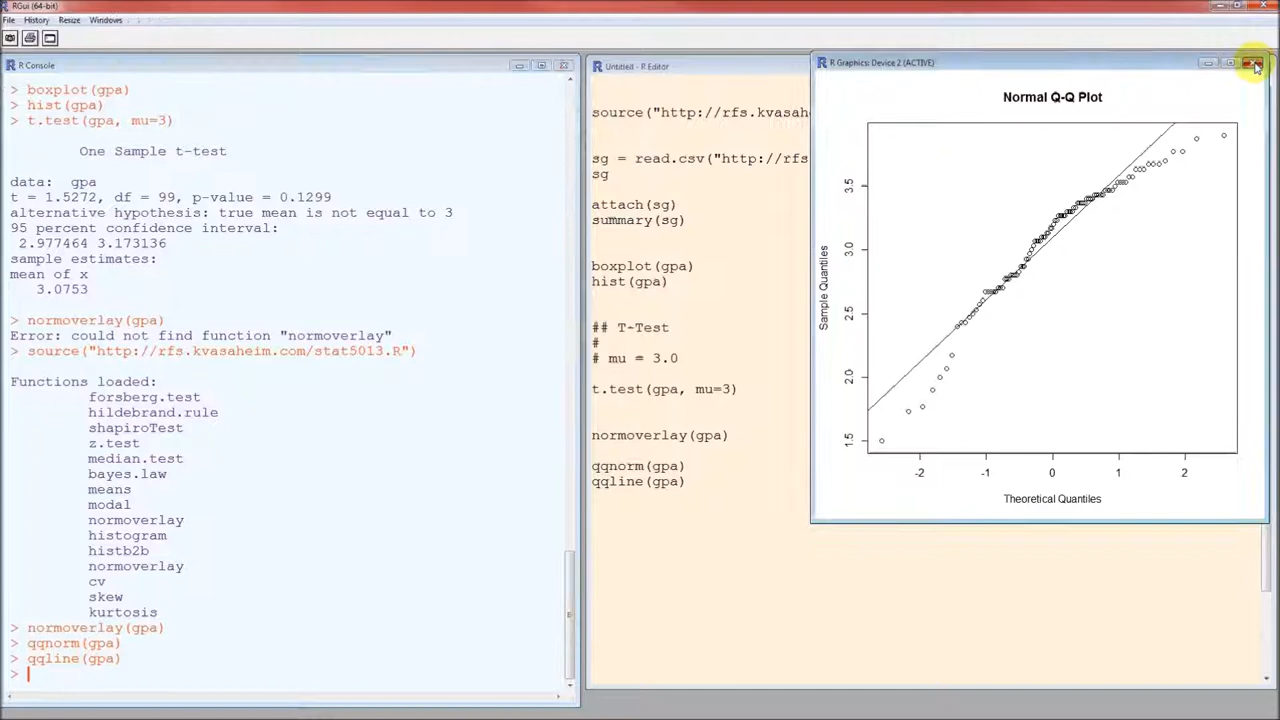 RGui (64-bit)
File History Resize Windows
R Console
> boxplot(gpa)
> hist(gpa)
> t.test(gpa, mu=3)
One Sample t-test
data: gpa
t = 1.5272, df = 99, p-value = 0.1299
alternative hypothesis: true mean is not equal to 3
95 percent confidence interval:
2.977464 3.173136
sample estimates:
mean of x
3.0753
> normoverlay(gpa)
Error: could not find function "normoverlay"
> source("http://rfs.kvasaheim.com/stat5013.R")
Functions loaded:
forsberg.test
hildebrand.rule
shapiroTest
z.test
median.test
bayes.law
means
modal
normoverlay
histogram
histb2b
normoverlay
cv
skew
kurtosis
> normoverlay(gpa)
> qqnorm(gpa)
> qqline(gpa)
>
Untitled - R Editor
source("http://rfs.kvasah
sg = read.csv("http://rfs
sg
attach(sg)
summary(sg)
boxplot(gpa)
hist(gpa)
## T-Test
#
# mu = 3.0
t.test(gpa, mu=3)
normoverlay(gpa)
qqnorm(gpa)
qqline(gpa)
R Graphics: Device 2 (ACTIVE)
Normal Q-Q Plot
Sample Quantiles
3.5
3.0
2.5
2.0
1.5
-2 -1 0 1 2
Theoretical Quantiles